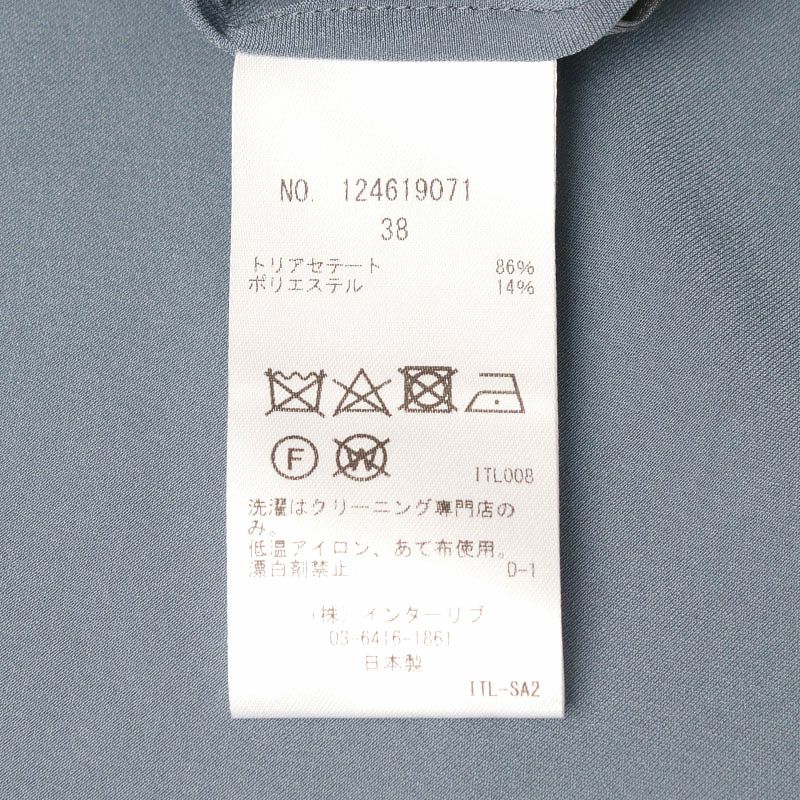 NO. 124619071
38
トリアセテート 86%
ポリエステル 14%
F W
ITL008
洗濯はクリーニング専門店の
み。
低温アイロン、あて布使用。
漂白剤禁止 D-1
(株)インターリブ
03-6416-1861
日本製
ITL-SA2